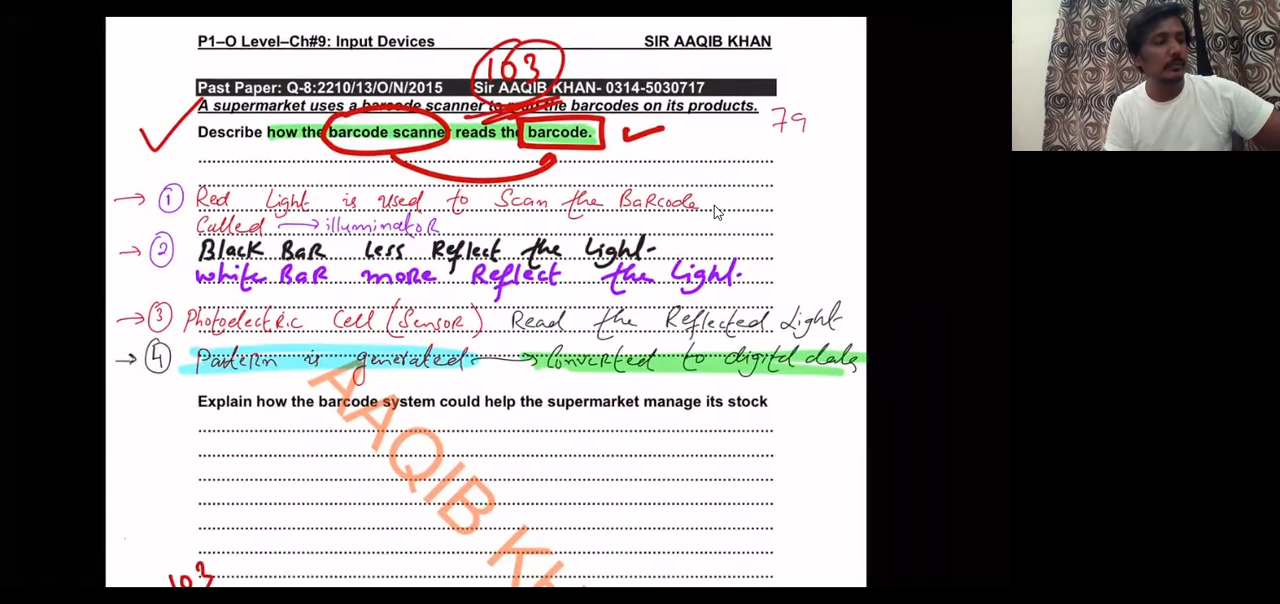 P1–O Level–Ch#9: Input Devices SIR AAQIB KHAN
103
Past Paper: Q-8:2210/13/O/N/2015 Sir AAQIB KHAN- 0314-5030717
A supermarket uses a barcode scanner to read the barcodes on its products.
79
Describe how the barcode scanner reads the barcode.
① Red Light is used to Scan the BaRcode
Called → illuminatoR
② Black BaR Less Reflect the Light-
white BaR more Reflect the Light.
③ Photoelectric Cell (SensoR) Read the Reflected Light
④ Pattern is generated. → Converted to digital data
Explain how the barcode system could help the supermarket manage its stock
AAQIB KH
103